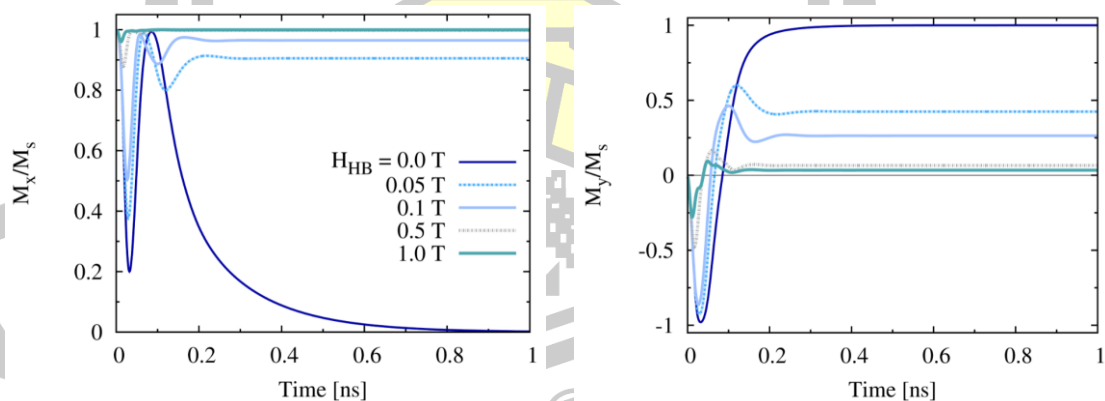 1
0.8
0.6
0.4
0.2
0
M_x/M_s
H_HB = 0.0 T
0.05 T
0.1 T
0.5 T
1.0 T
0 0.2 0.4 0.6 0.8 1
Time [ns]
1
0.5
0
-0.5
-1
M_y/M_s
0 0.2 0.4 0.6 0.8 1
Time [ns]